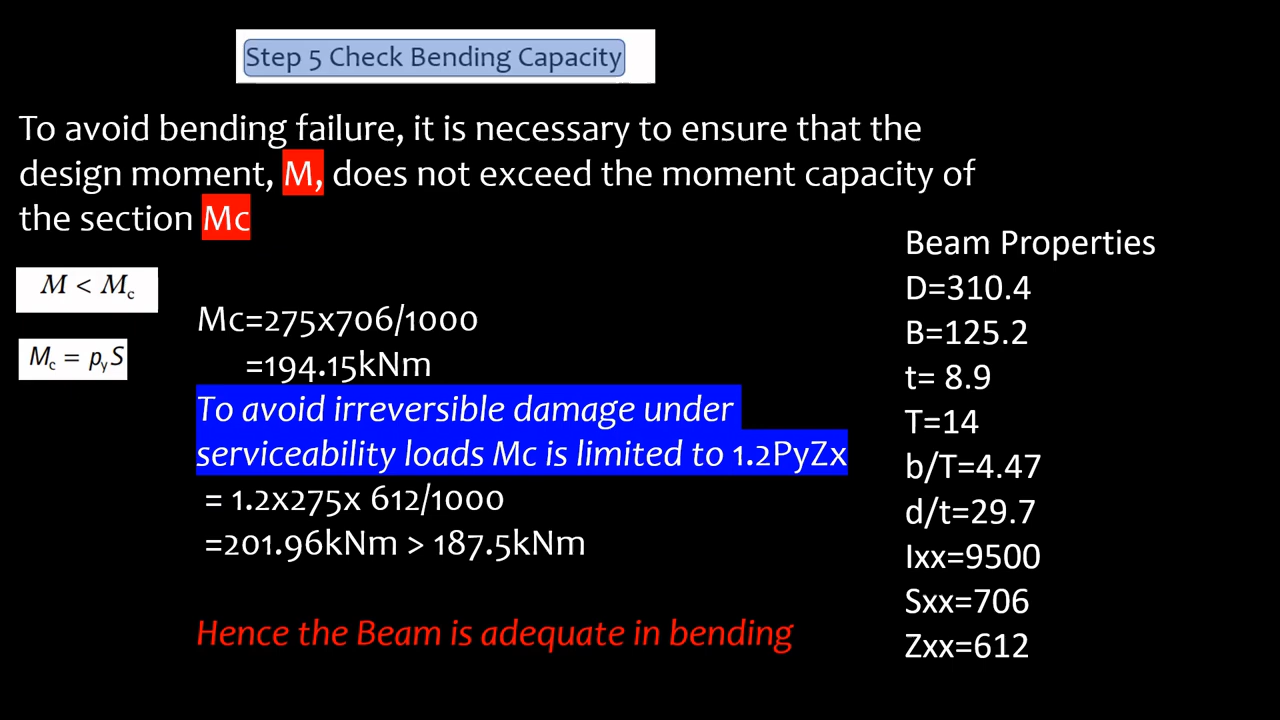 Step 5 Check Bending Capacity
To avoid bending failure, it is necessary to ensure that the
design moment, M, does not exceed the moment capacity of
the section Mc
M < Mc
Mc = pyS
Mc=275x706/1000
=194.15kNm
To avoid irreversible damage under
serviceability loads Mc is limited to 1.2PyZx
= 1.2x275x 612/1000
=201.96kNm > 187.5kNm
Hence the Beam is adequate in bending
Beam Properties
D=310.4
B=125.2
t= 8.9
T=14
b/T=4.47
d/t=29.7
Ixx=9500
Sxx=706
Zxx=612